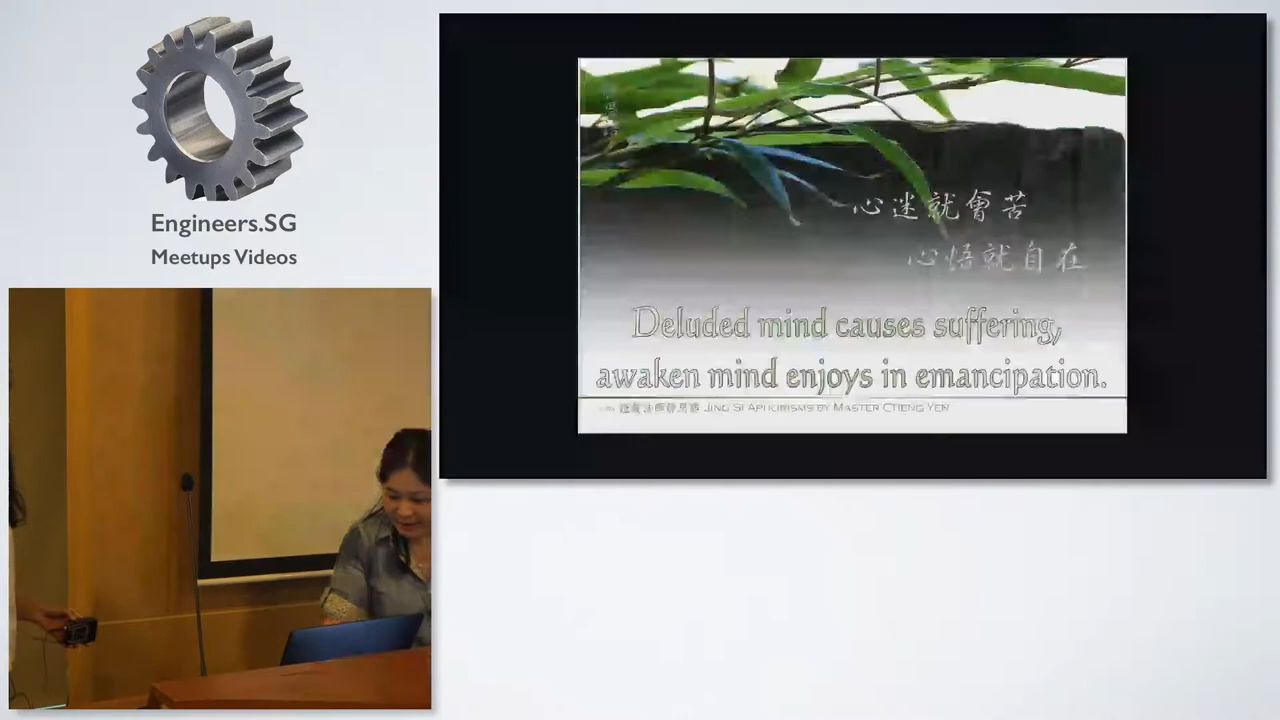 Engineers.SG
Meetups Videos
心迷就會苦
心悟就自在
Deluded mind causes suffering,
awaken mind enjoys in emancipation.
JING SI APHORISMS BY MASTER CHENG YEN